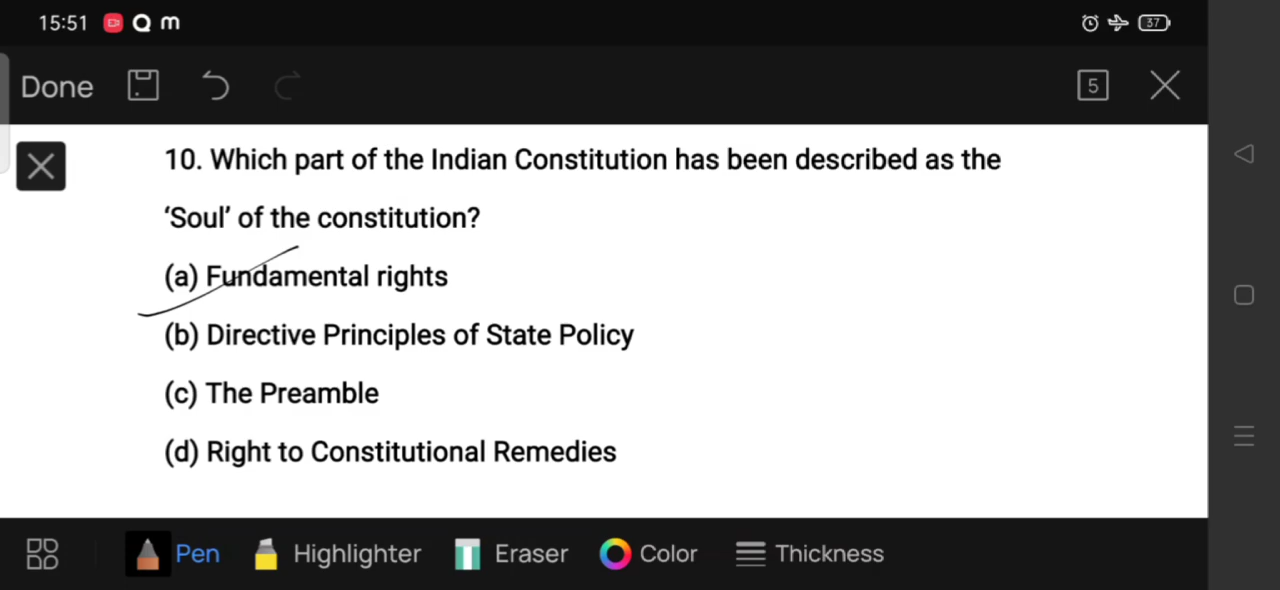 15:51 Q m 37
Done 5
10. Which part of the Indian Constitution has been described as the
‘Soul’ of the constitution?
(a) Fundamental rights
(b) Directive Principles of State Policy
(c) The Preamble
(d) Right to Constitutional Remedies
Pen Highlighter Eraser Color Thickness